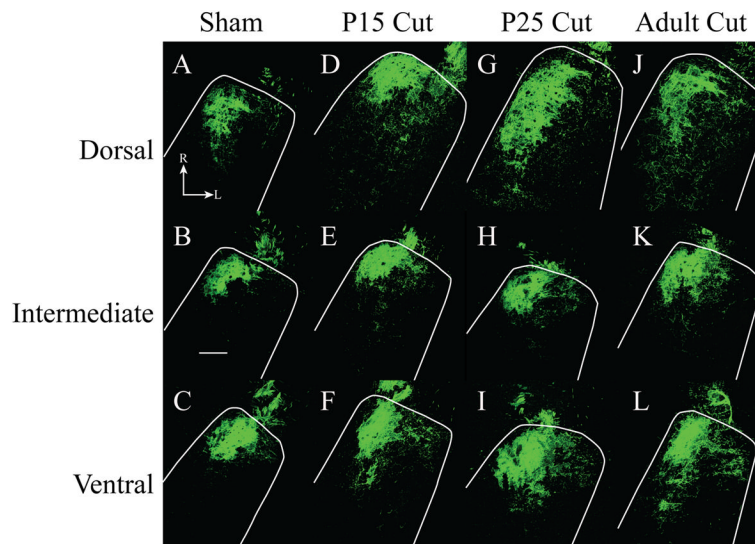 Sham P15 Cut P25 Cut Adult Cut
A D G J
Dorsal
R
L
B E H K
Intermediate
C F I L
Ventral